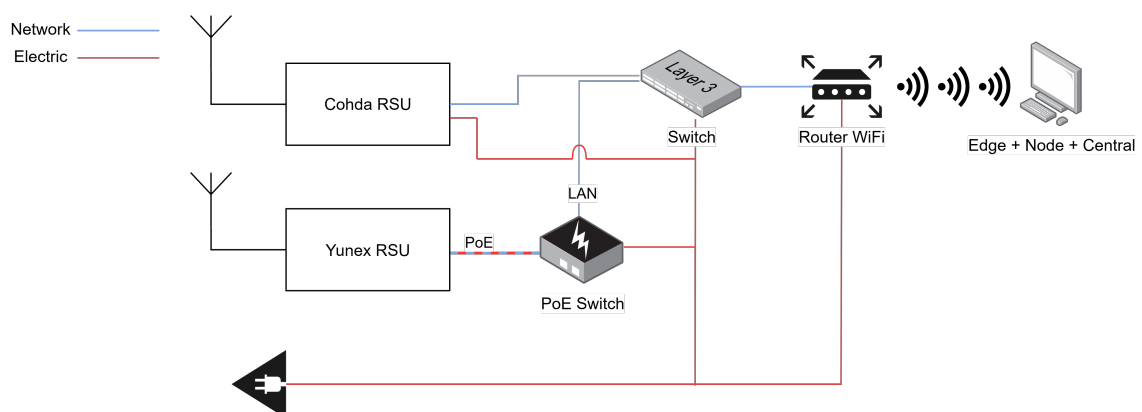 Network
Electric
Cohda RSU
Layer 3
Switch
Router WiFi
Edge + Node + Central
LAN
Yunex RSU
PoE
PoE Switch